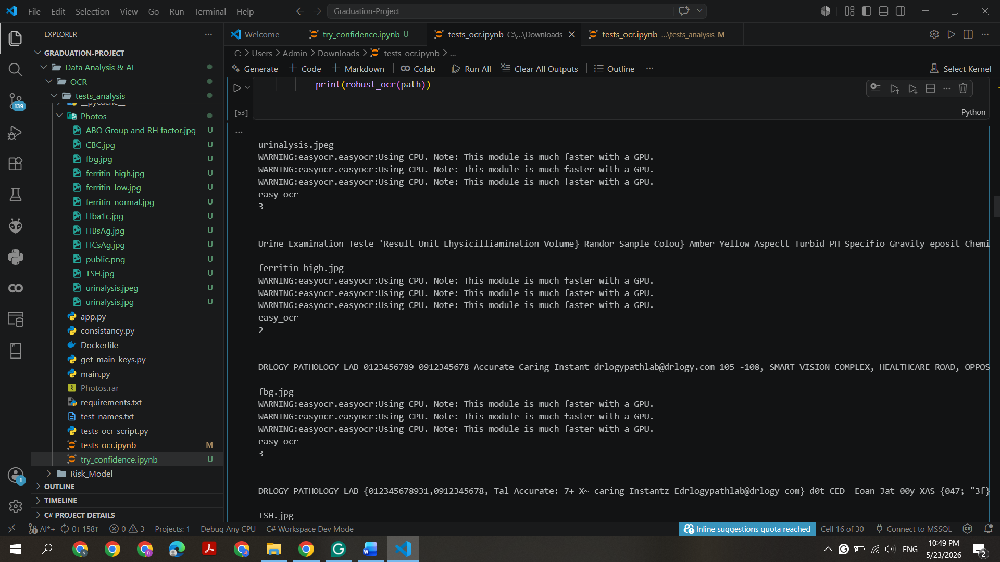 File Edit Selection View Go Run Terminal Help
Graduation-Project
EXPLORER
GRADUATION-PROJECT
Data Analysis & AI
OCR
tests_analysis
__pycache__
Photos
ABO Group and RH factor.jpg U
CBC.jpg U
fbg.jpg U
ferritin_high.jpg U
ferritin_low.jpg U
ferritin_normal.jpg U
Hba1c.jpg U
HBsAg.jpg U
HCsAg.jpg U
public.png U
TSH.jpg U
urinalysis.jpeg U
urinalysis.jpg U
app.py
consistancy.py
Dockerfile
get_main_keys.py
main.py
Photos.rar
requirements.txt
test_names.txt
tests_ocr_script.py
tests_ocr.ipynb M
try_confidence.ipynb U
Risk_Model
OUTLINE
TIMELINE
C# PROJECT DETAILS
139
1
Welcome
try_confidence.ipynb U
tests_ocr.ipynb C:\...\Downloads
tests_ocr.ipynb ...\tests_analysis M
C: > Users > Admin > Downloads > tests_ocr.ipynb > ...
Generate + Code + Markdown Colab Run All Clear All Outputs Outline ... Select Kernel
print(robust_ocr(path))
[53]
Python
urinalysis.jpeg
WARNING:easyocr.easyocr:Using CPU. Note: This module is much faster with a GPU.
WARNING:easyocr.easyocr:Using CPU. Note: This module is much faster with a GPU.
WARNING:easyocr.easyocr:Using CPU. Note: This module is much faster with a GPU.
easy_ocr
3
Urine Examination Teste 'Result Unit Ehysicilliamination Volume} Randor Sanple Colou} Amber Yellow Aspectt Turbid PH Specifio Gravity eposit Chemi
ferritin_high.jpg
WARNING:easyocr.easyocr:Using CPU. Note: This module is much faster with a GPU.
WARNING:easyocr.easyocr:Using CPU. Note: This module is much faster with a GPU.
WARNING:easyocr.easyocr:Using CPU. Note: This module is much faster with a GPU.
easy_ocr
2
DRLOGY PATHOLOGY LAB 0123456789 0912345678 Accurate Caring Instant drlogypathlab@drlogy.com 105 -108, SMART VISION COMPLEX, HEALTHCARE ROAD, OPPOS
fbg.jpg
WARNING:easyocr.easyocr:Using CPU. Note: This module is much faster with a GPU.
WARNING:easyocr.easyocr:Using CPU. Note: This module is much faster with a GPU.
WARNING:easyocr.easyocr:Using CPU. Note: This module is much faster with a GPU.
easy_ocr
3
DRLOGY PATHOLOGY LAB {012345678931,0912345678, Tal Accurate: 7+ X~ caring Instantz Edrlogypathlab@drlogy com} d0t CED  Eoan Jat 00y XAS {047; "3f}
TSH.jpg
AI*+ 0↓ 158↑ 0 3 Projects: 1 Debug Any CPU C# Workspace Dev Mode
Inline suggestions quota reached Cell 16 of 30 Connect to MSSQL
ENG
10:49 PM
5/23/2026
2